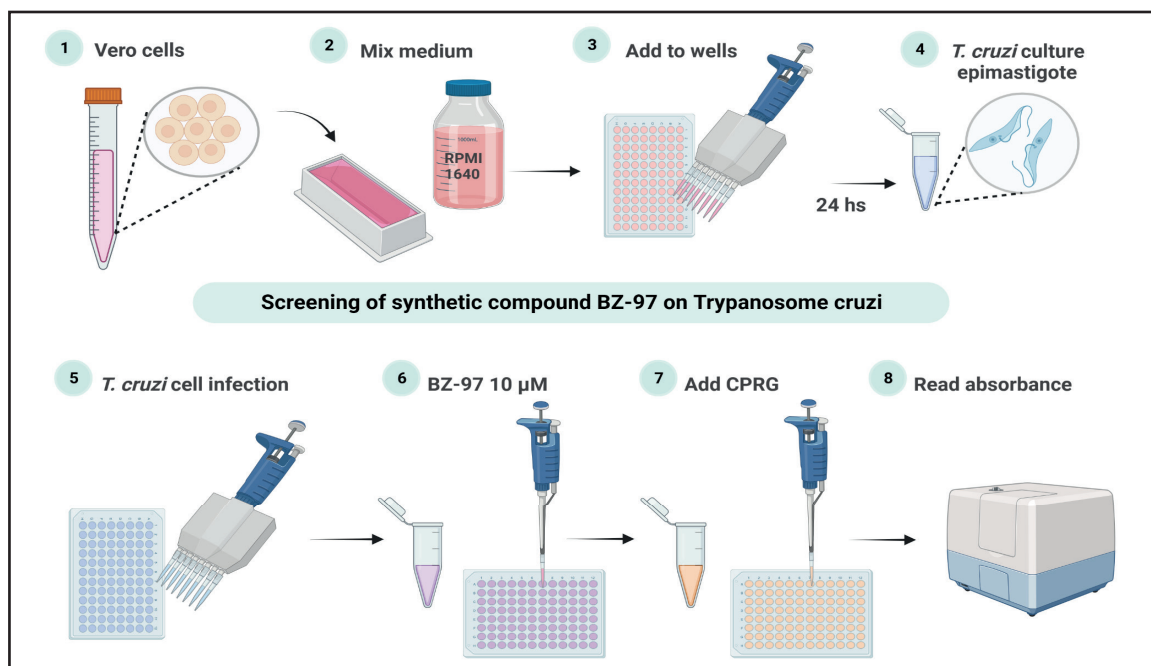 1 Vero cells
2 Mix medium
3 Add to wells
4 T. cruzi culture
epimastigote
1000mL
RPMI
1640
24 hs
Screening of synthetic compound BZ-97 on Trypanosome cruzi
5 T. cruzi cell infection
6 BZ-97 10 µM
7 Add CPRG
8 Read absorbance